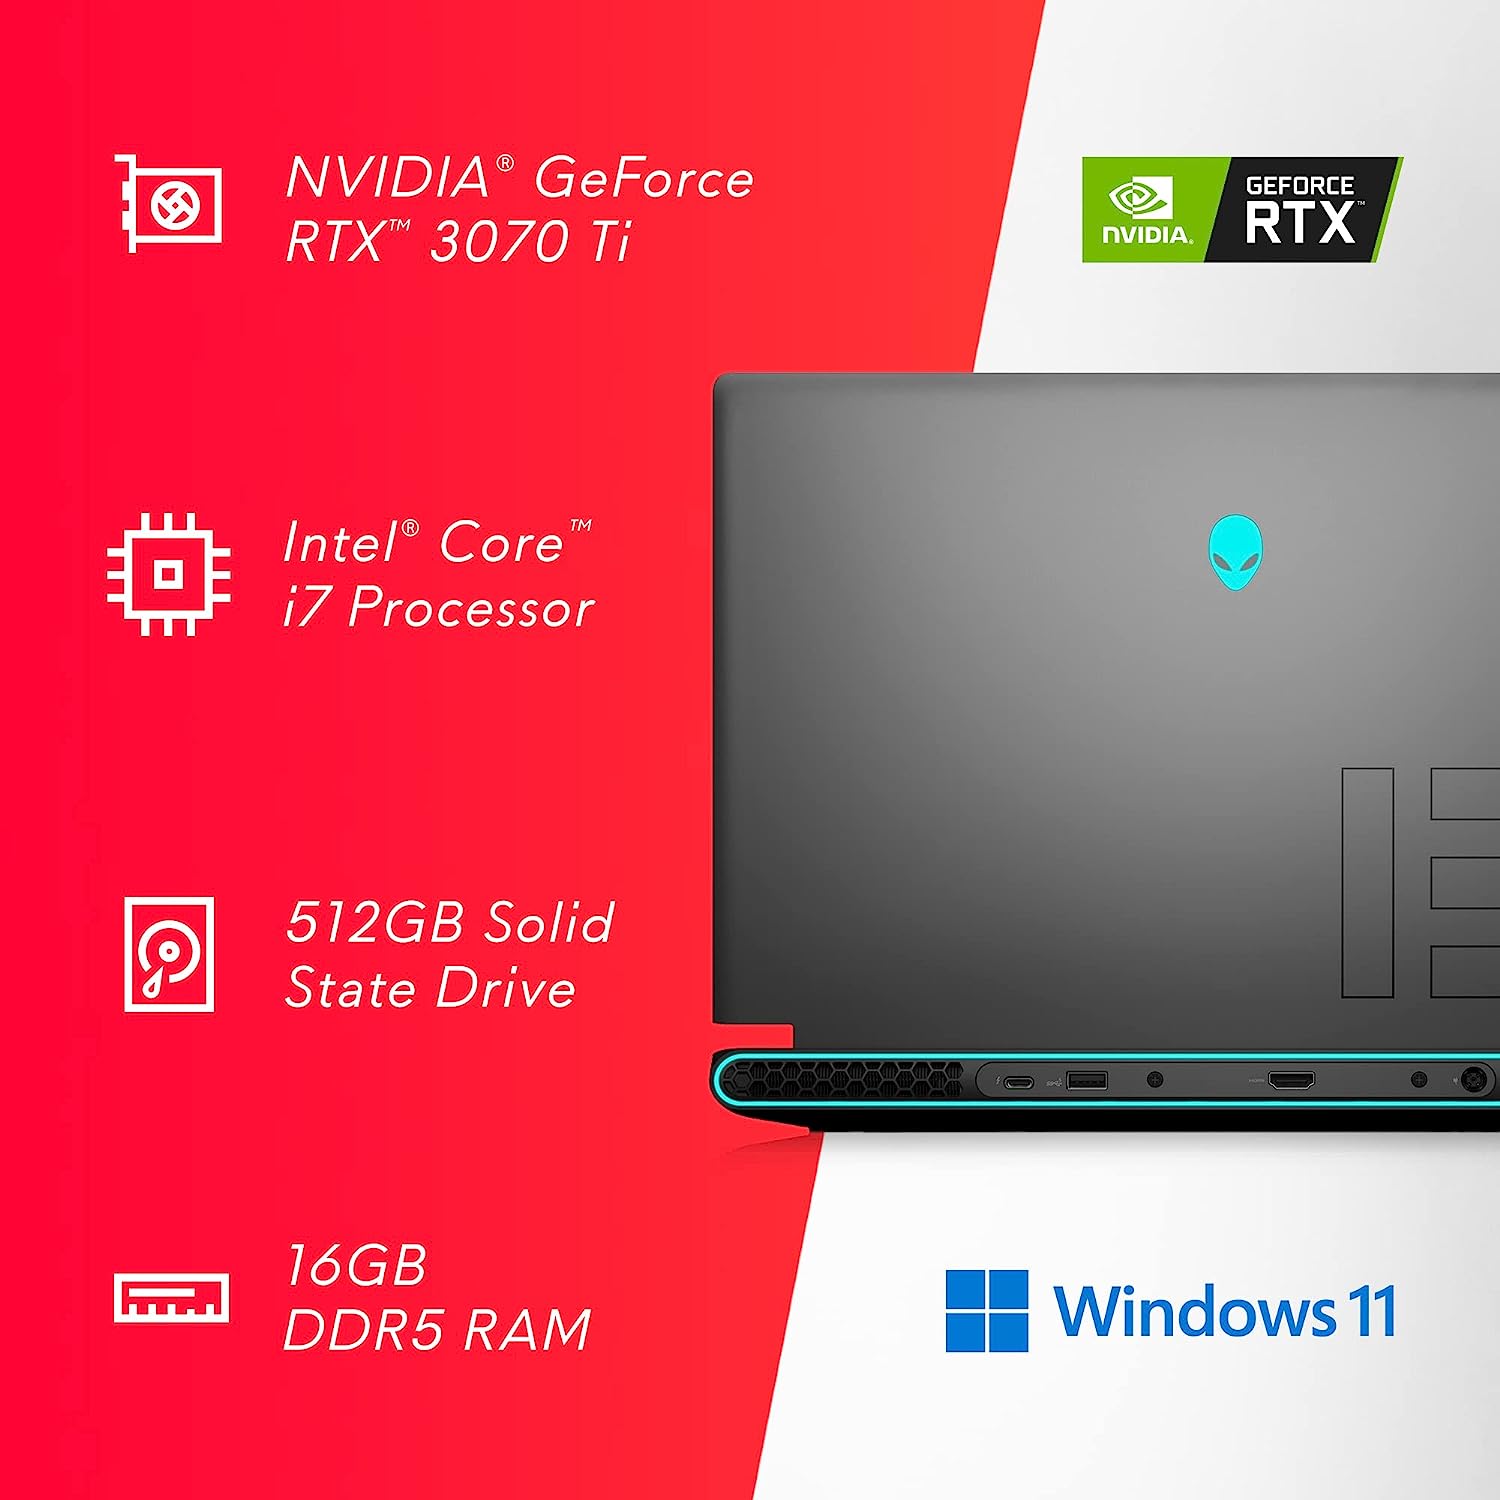 NVIDIA® GeForce
RTX™ 3070 Ti
nVIDIA®
GEFORCE
RTX™
Intel® Core™
i7 Processor
512GB Solid
State Drive
HDMI
16GB
DDR5 RAM
Windows 11